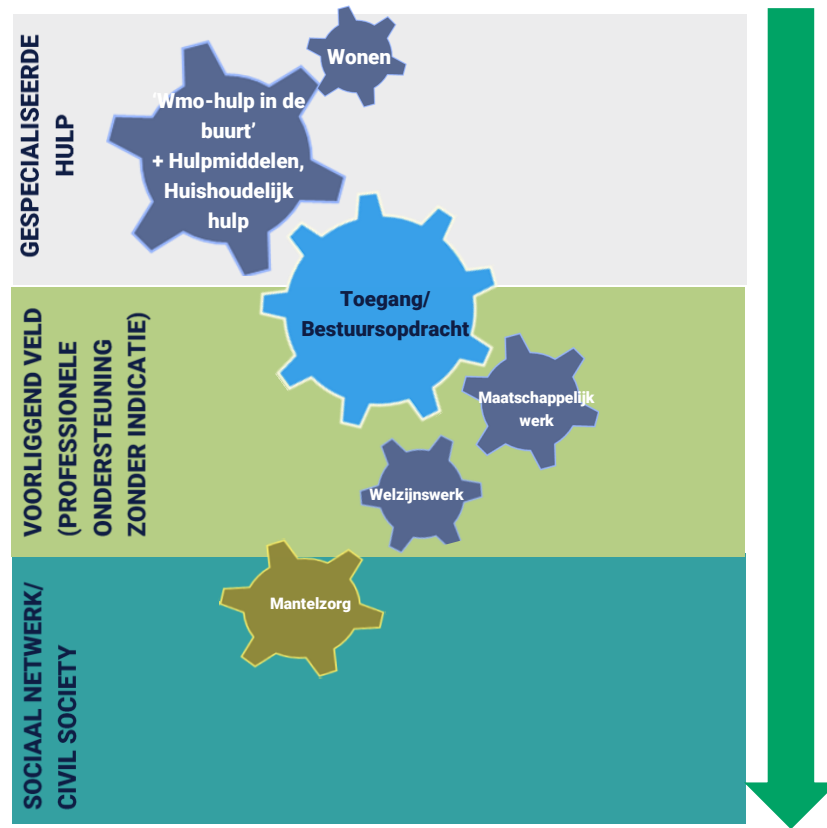 GESPECIALISEERDE
HULP
Wonen
'Wmo-hulp in de
buurt'
+ Hulpmiddelen,
Huishoudelijk
hulp
VOORLIGGEND VELD
(PROFESSIONELE
ONDERSTEUNING
ZONDER INDICATIE)
Toegang/
Bestuursopdracht
Maatschappelijk
werk
Welzijnswerk
SOCIAAL NETWERK/
CIVIL SOCIETY
Mantelzorg